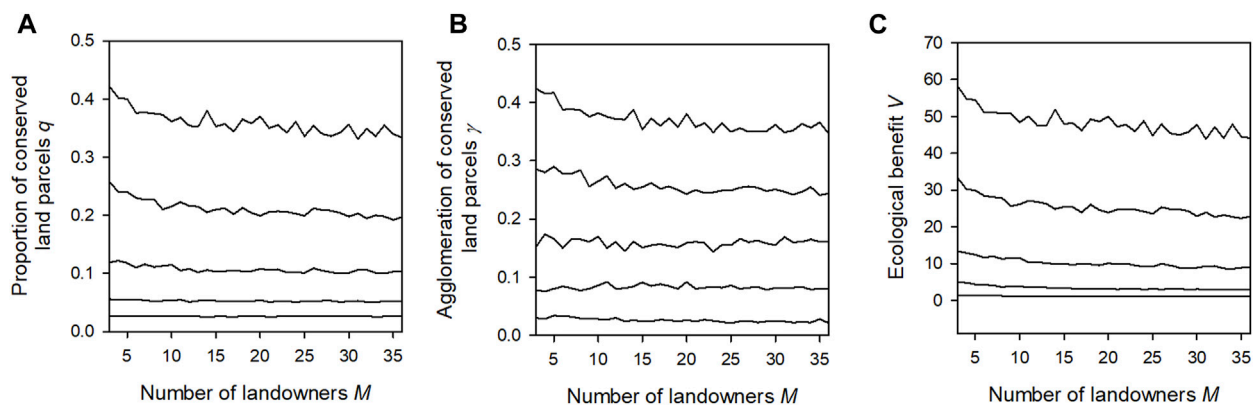 A
Proportion of conserved
land parcels q
0.5
0.4
0.3
0.2
0.1
0.0
5 10 15 20 25 30 35
Number of landowners M
B
Agglomeration of conserved
land parcels γ
0.5
0.4
0.3
0.2
0.1
0.0
5 10 15 20 25 30 35
Number of landowners M
C
Ecological benefit V
70
60
50
40
30
20
10
0
5 10 15 20 25 30 35
Number of landowners M